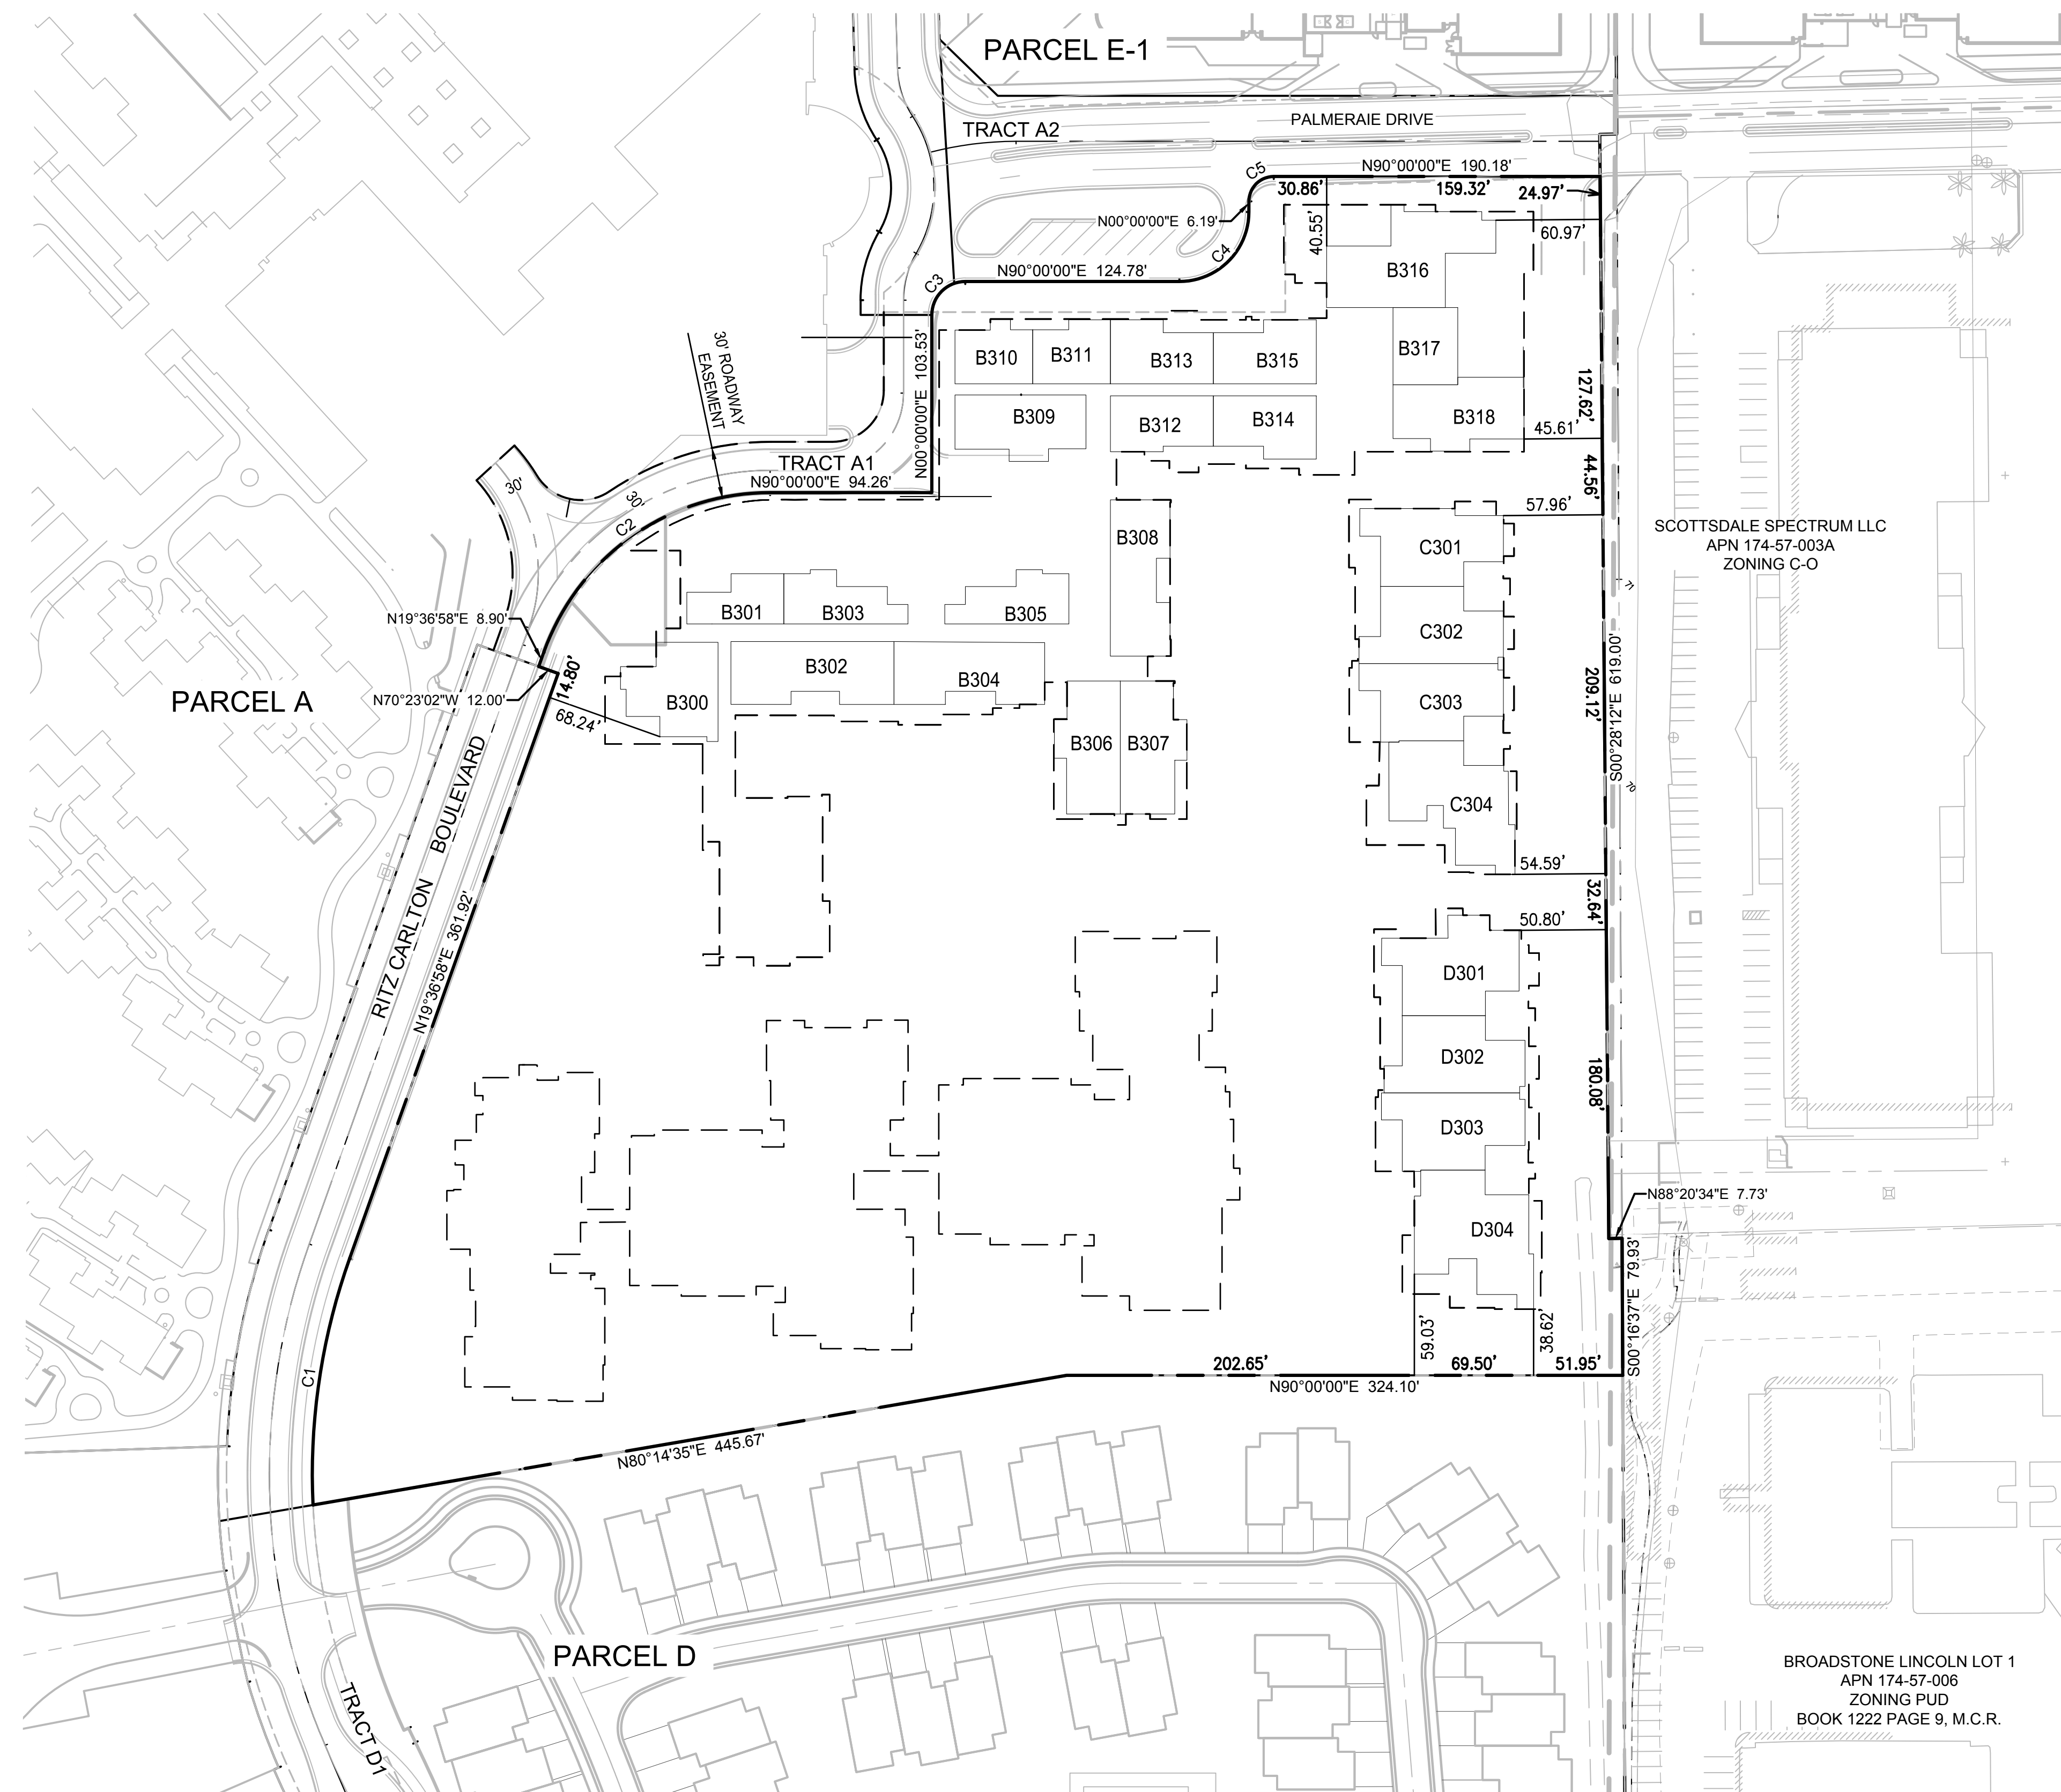 PARCEL E-1
PALMERAIE DRIVE
TRACT A2
N90°00'00"E 190.18'
C5
30.86'
159.32'
24.97'
N00°00'00"E 6.19'
40.55'
60.97'
C4
B316
N90°00'00"E 124.78'
C3
30' ROADWAY
EASEMENT
N00°00'00"E 103.53'
B310
B311
B313
B315
B317
127.62'
B309
B312
B314
B318
45.61'
TRACT A1
N90°00'00"E 94.26'
44.56'
30'
30'
C2
57.96'
SCOTTSDALE SPECTRUM LLC
APN 174-57-003A
ZONING C-O
B308
C301
71
B301
B303
B305
N19°36'58"E 8.90'
C302
S00°28'12"E 619.00'
14.80'
B302
B304
PARCEL A
N70°23'02"W 12.00'
B300
C303
209.12'
68.24'
B306
B307
RITZ CARLTON BOULEVARD
70
C304
54.59'
32.64'
N19°36'58"E 361.92'
50.80'
D301
D302
180.08'
D303
N88°20'34"E 7.73'
D304
S00°16'37"E 79.93'
59.03'
38.62'
C1
202.65'
69.50'
51.95'
N90°00'00"E 324.10'
N80°14'35"E 445.67'
PARCEL D
TRACT D1
BROADSTONE LINCOLN LOT 1
APN 174-57-006
ZONING PUD
BOOK 1222 PAGE 9, M.C.R.